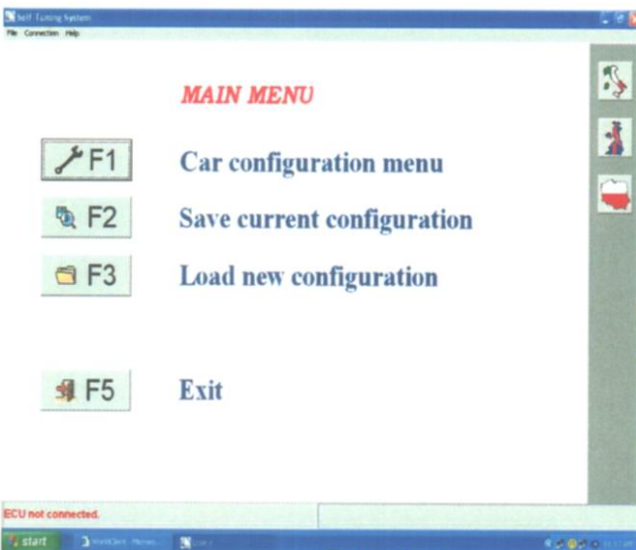 Self Tuning System
File Connection Help
MAIN MENU
F1 Car configuration menu
F2 Save current configuration
F3 Load new configuration
F5 Exit
ECU not connected.
start